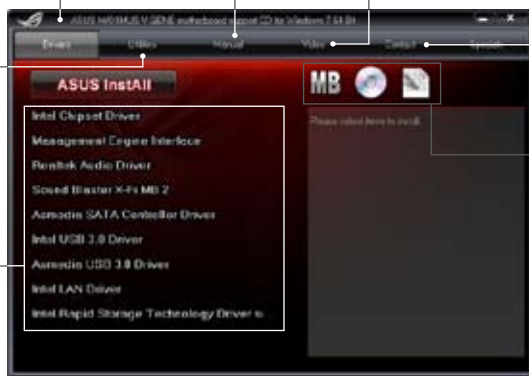 ASUS MAXIMUS V GENE motherboard support CD for Windows 7 64 Bit
Drivers Utilities Manual Video Contact Specials
ASUS InstAll
MB
Intel Chipset Driver
Please select items to install.
Management Engine Interface
Realtek Audio Driver
Sound Blaster X-Fi MB 2
Asmedia SATA Controller Driver
Intel USB 3.0 Driver
Asmedia USB 3.0 Driver
Intel LAN Driver
Intel Rapid Storage Technology Driver s...